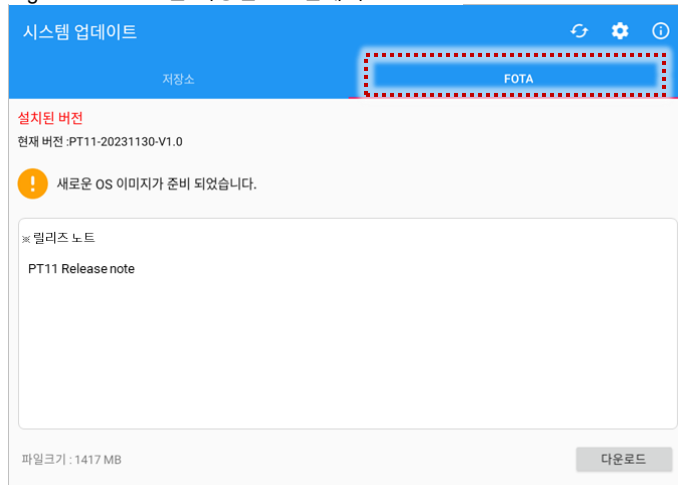 시스템 업데이트
저장소
FOTA
설치된 버전
현재 버전 :PT11-20231130-V1.0
새로운 OS 이미지가 준비 되었습니다.
※ 릴리즈 노트
PT11 Release note
파일크기 : 1417 MB
다운로드